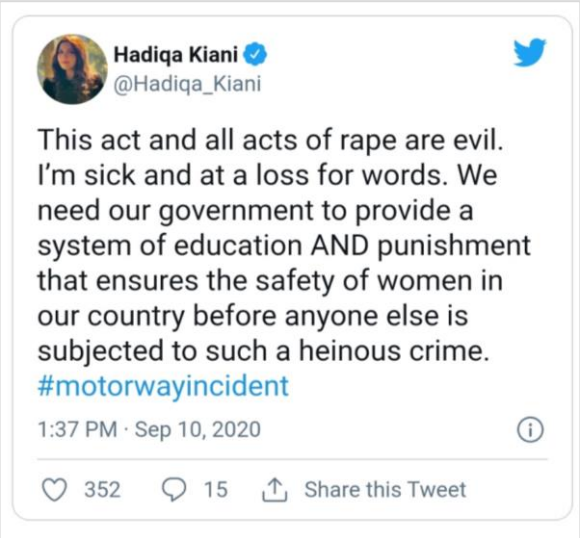 Hadiqa Kiani
@Hadiqa_Kiani
This act and all acts of rape are evil.
I'm sick and at a loss for words. We
need our government to provide a
system of education AND punishment
that ensures the safety of women in
our country before anyone else is
subjected to such a heinous crime.
#motorwayincident
1:37 PM · Sep 10, 2020
352 15 Share this Tweet